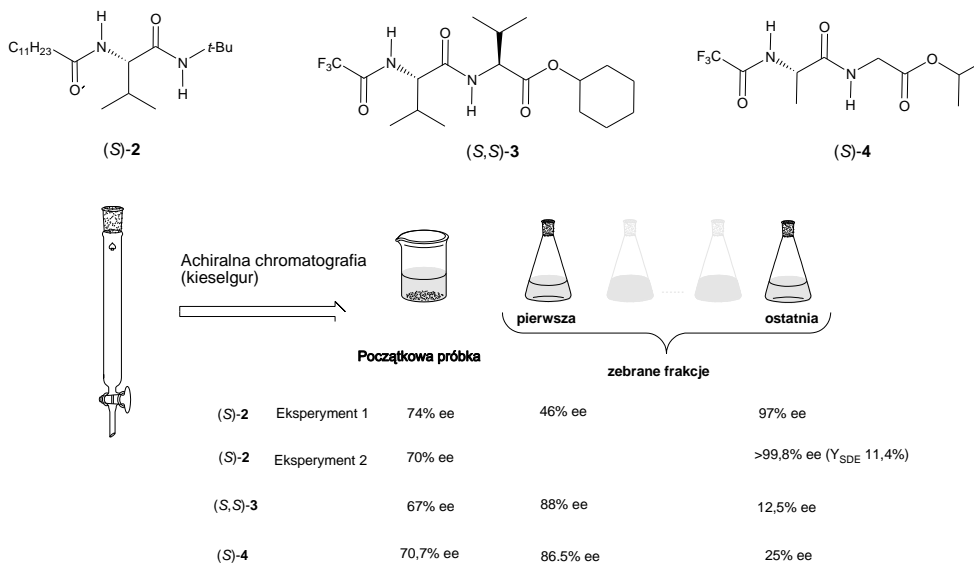 H
C₁₁H₂₃
N
O
N
H
t-Bu
O
(S)-2
H
F₃C
N
O
O
N
H
O
O
(S,S)-3
H
F₃C
N
O
O
N
H
O
O
(S)-4
Achiralna chromatografia
(kieselgur)
pierwsza
ostatnia
Początkowa próbka
zebrane frakcje
(S)-2 Eksperyment 1 74% ee 46% ee 97% ee
(S)-2 Eksperyment 2 70% ee >99,8% ee (Y_SDE 11,4%)
(S,S)-3 67% ee 88% ee 12,5% ee
(S)-4 70,7% ee 86.5% ee 25% ee